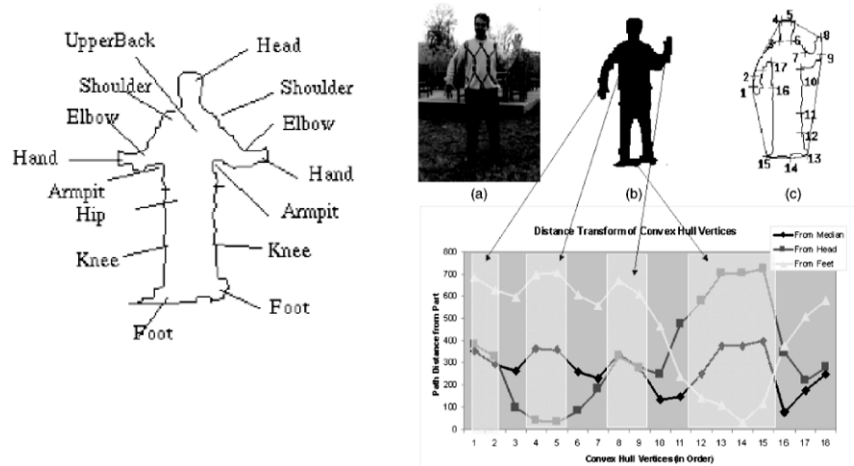 UpperBack
Head
Shoulder
Shoulder
Elbow
Elbow
Hand
Hand
Armpit
Hip
Armpit
Knee
Knee
Foot
Foot
4 5
3 6 8
7 9
2 17 10
1 16
11
12
15 14 13
(a) (b) (c)
Distance Transform of Convex Hull Vertices
From Median
From Head
From Feet
Path Distance from Part
800
700
600
500
400
300
200
100
0
1 2 3 4 5 6 7 8 9 10 11 12 13 14 15 16 17 18
Convex Hull Vertices (in Order)